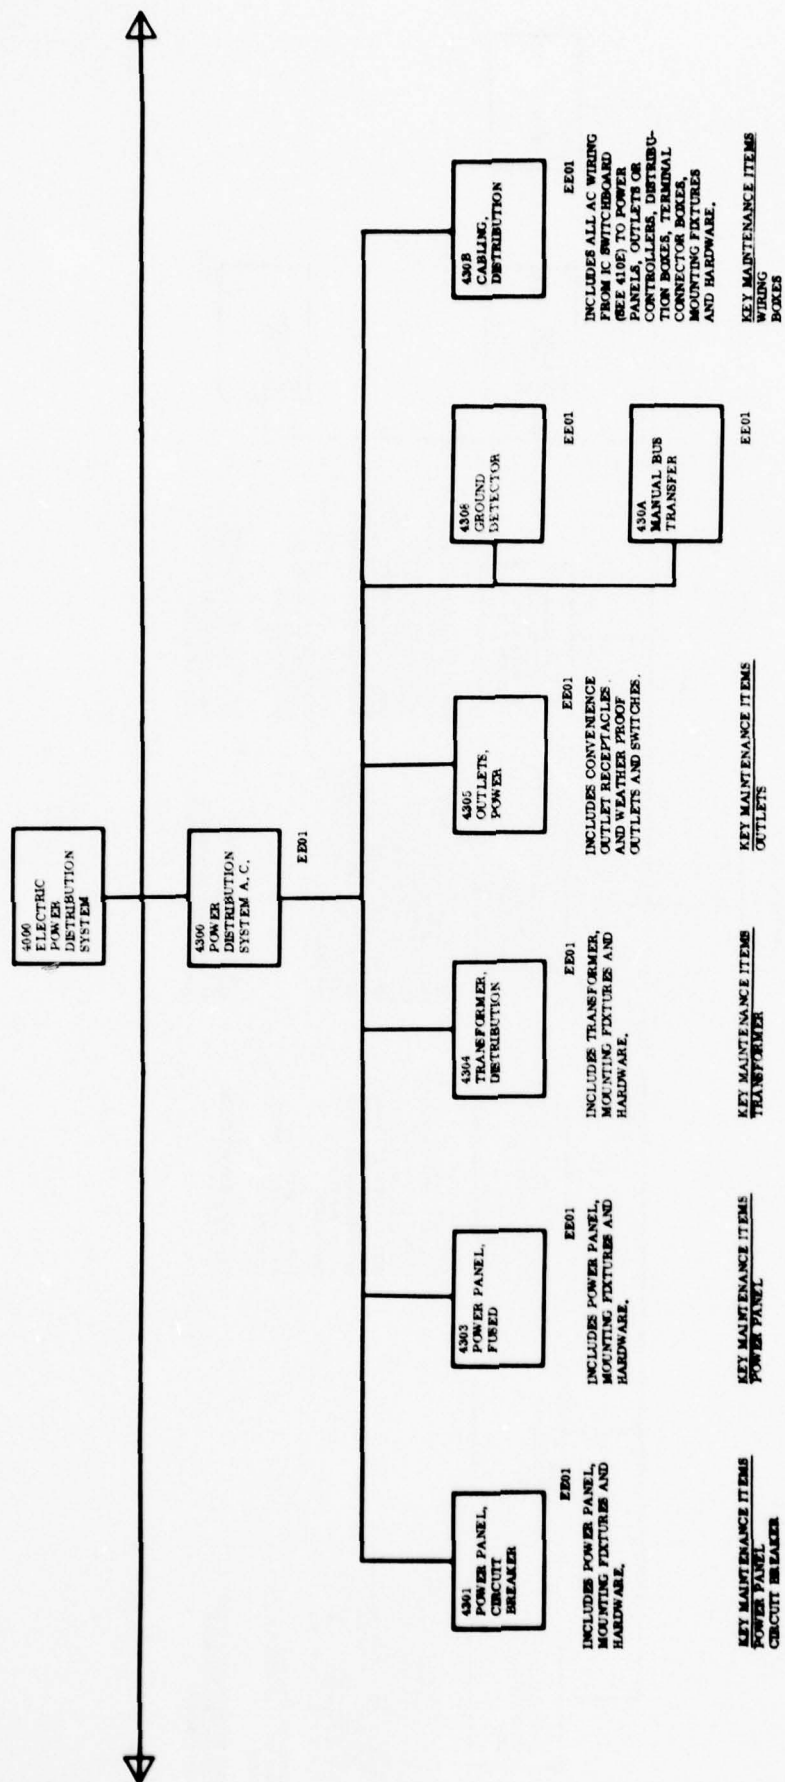 4000
ELECTRIC
POWER
DISTRIBUTION
SYSTEM
4300
POWER
DISTRIBUTION
SYSTEM A.C.
EE01
4301
POWER PANEL,
CIRCUIT
BREAKER
EE01
INCLUDES POWER PANEL,
MOUNTING FIXTURES AND
HARDWARE.
KEY MAINTENANCE ITEMS
POWER PANEL
CIRCUIT BREAKER
4303
POWER PANEL,
FUSED
EE01
INCLUDES POWER PANEL,
MOUNTING FIXTURES AND
HARDWARE.
KEY MAINTENANCE ITEMS
POWER PANEL
4304
TRANSFORMER,
DISTRIBUTION
EE01
INCLUDES TRANSFORMER,
MOUNTING FIXTURES AND
HARDWARE.
KEY MAINTENANCE ITEMS
TRANSFORMER
4305
OUTLETS,
POWER
EE01
INCLUDES CONVENIENCE
OUTLET RECEPTACLES
AND WEATHER PROOF
OUTLETS AND SWITCHES.
KEY MAINTENANCE ITEMS
OUTLETS
4308
GROUND
DETECTOR
EE01
430A
MANUAL BUS
TRANSFER
EE01
430B
CABLING,
DISTRIBUTION
EE01
INCLUDES ALL AC WIRING
FROM IC SWITCHBOARD
(SEE 410E) TO POWER
PANELS, OUTLETS OR
CONTROLLERS, DISTRIBU-
TION BOXES, TERMINAL
CONNECTOR BOXES,
MOUNTING FIXTURES
AND HARDWARE.
KEY MAINTENANCE ITEMS
WIRING
BOXES